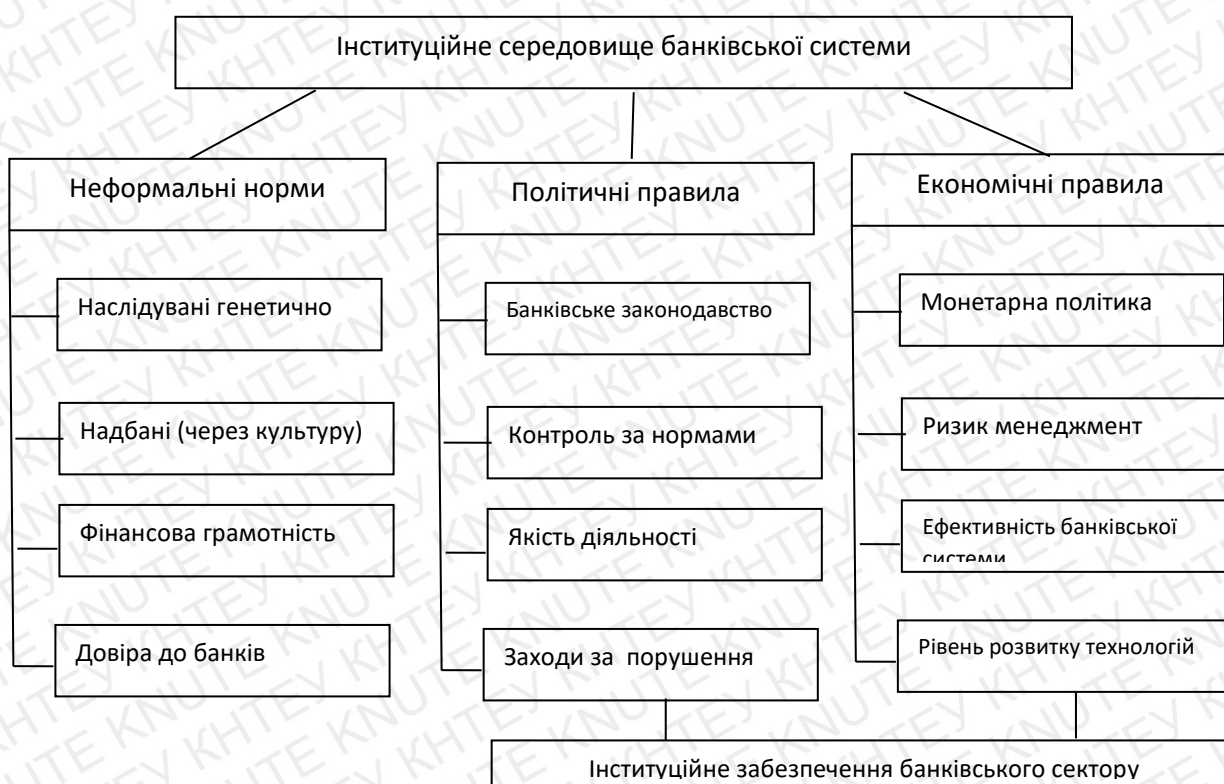 Інституційне середовище банківської системи
Неформальні норми
Наслідувані генетично
Надбані (через культуру)
Фінансова грамотність
Довіра до банків
Політичні правила
Банківське законодавство
Контроль за нормами
Якість діяльності
Заходи за порушення
Економічні правила
Монетарна політика
Ризик менеджмент
Ефективність банківської
системи
Рівень розвитку технологій
Інституційне забезпечення банківського сектору